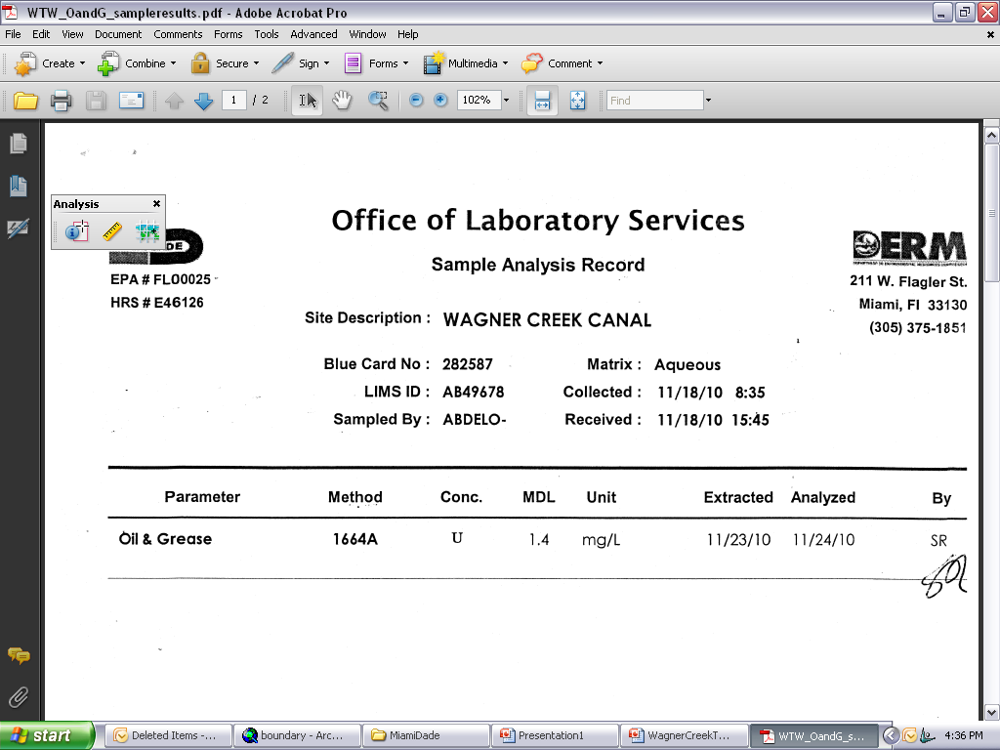 WTW_OandG_sampleresults.pdf - Adobe Acrobat Pro
File Edit View Document Comments Forms Tools Advanced Window Help
Create Combine Secure Sign Forms Multimedia Comment
1 / 2 102% Find
Analysis
Office of Laboratory Services
DE
DERM
Sample Analysis Record
EPA # FL00025
211 W. Flagler St.
HRS # E46126
Miami, Fl 33130
Site Description : WAGNER CREEK CANAL
(305) 375-1851
Blue Card No : 282587 Matrix : Aqueous
LIMS ID : AB49678 Collected : 11/18/10 8:35
Sampled By : ABDELO- Received : 11/18/10 15:45
Parameter Method Conc. MDL Unit Extracted Analyzed By
Oil & Grease 1664A U 1.4 mg/L 11/23/10 11/24/10 SR
start Deleted Items -... boundary - Arc... MiamiDade Presentation1 WagnerCreekT... WTW_OandG_s... 4:36 PM